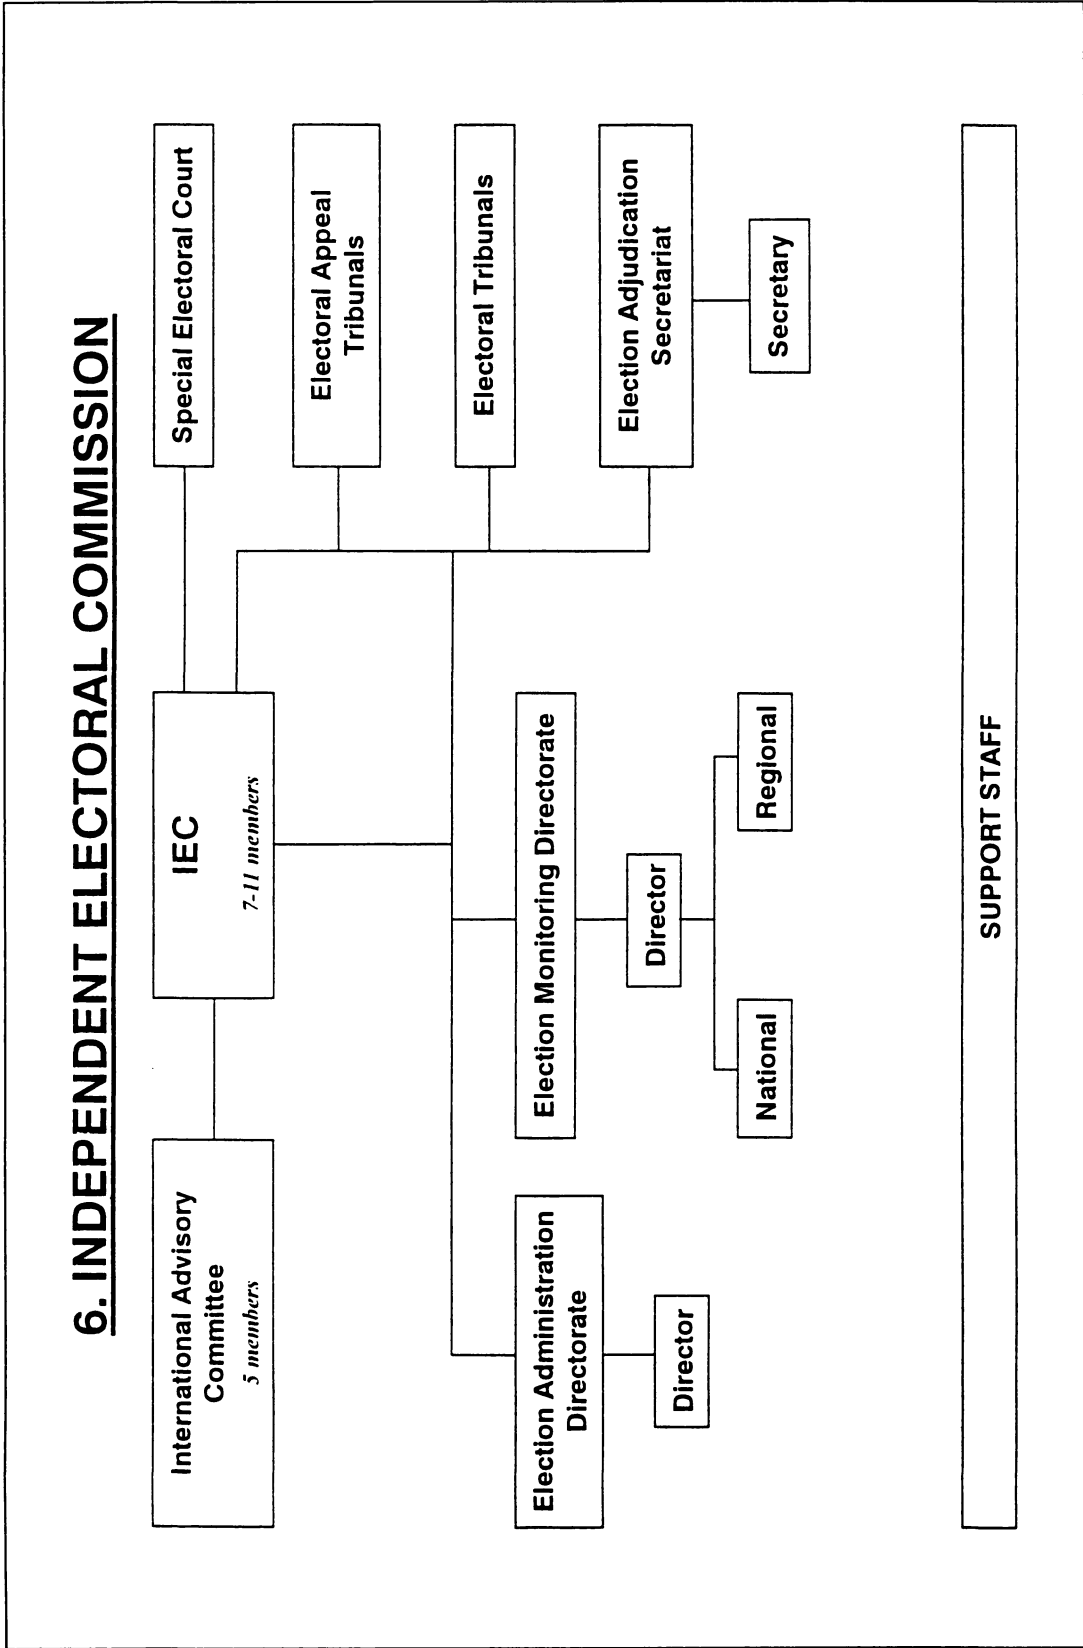 6. INDEPENDENT ELECTORAL COMMISSION
International Advisory
Committee
5 members
IEC
7-11 members
Special Electoral Court
Electoral Appeal
Tribunals
Electoral Tribunals
Election Adjudication
Secretariat
Secretary
Election Administration
Directorate
Director
Election Monitoring Directorate
Director
National
Regional
SUPPORT STAFF